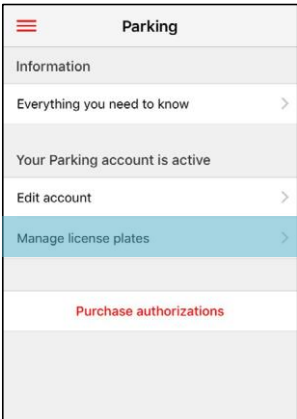 Parking
Information
Everything you need to know
Your Parking account is active
Edit account
Manage license plates
Purchase authorizations